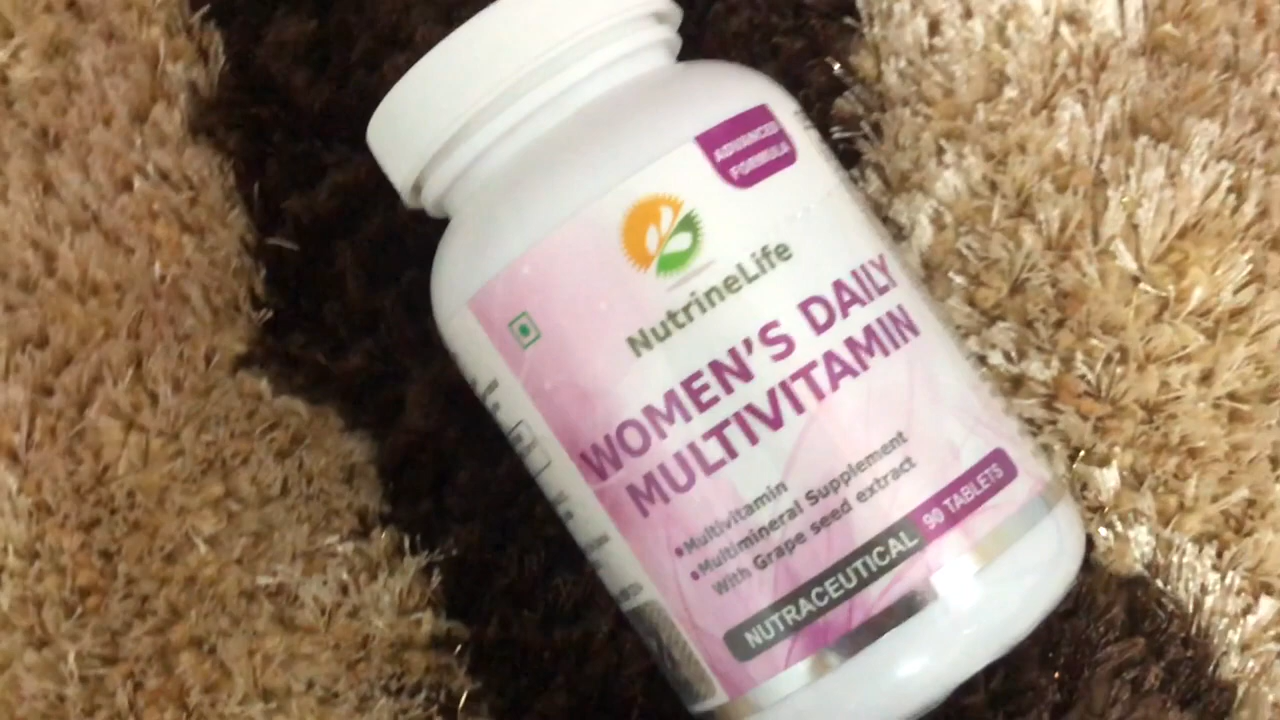 ADVANCED
FORMULA
NutrineLife
WOMEN'S DAILY
MULTIVITAMIN
•Multivitamin
•Multimineral Supplement
With Grape seed extract
NUTRACEUTICAL 90 TABLETS